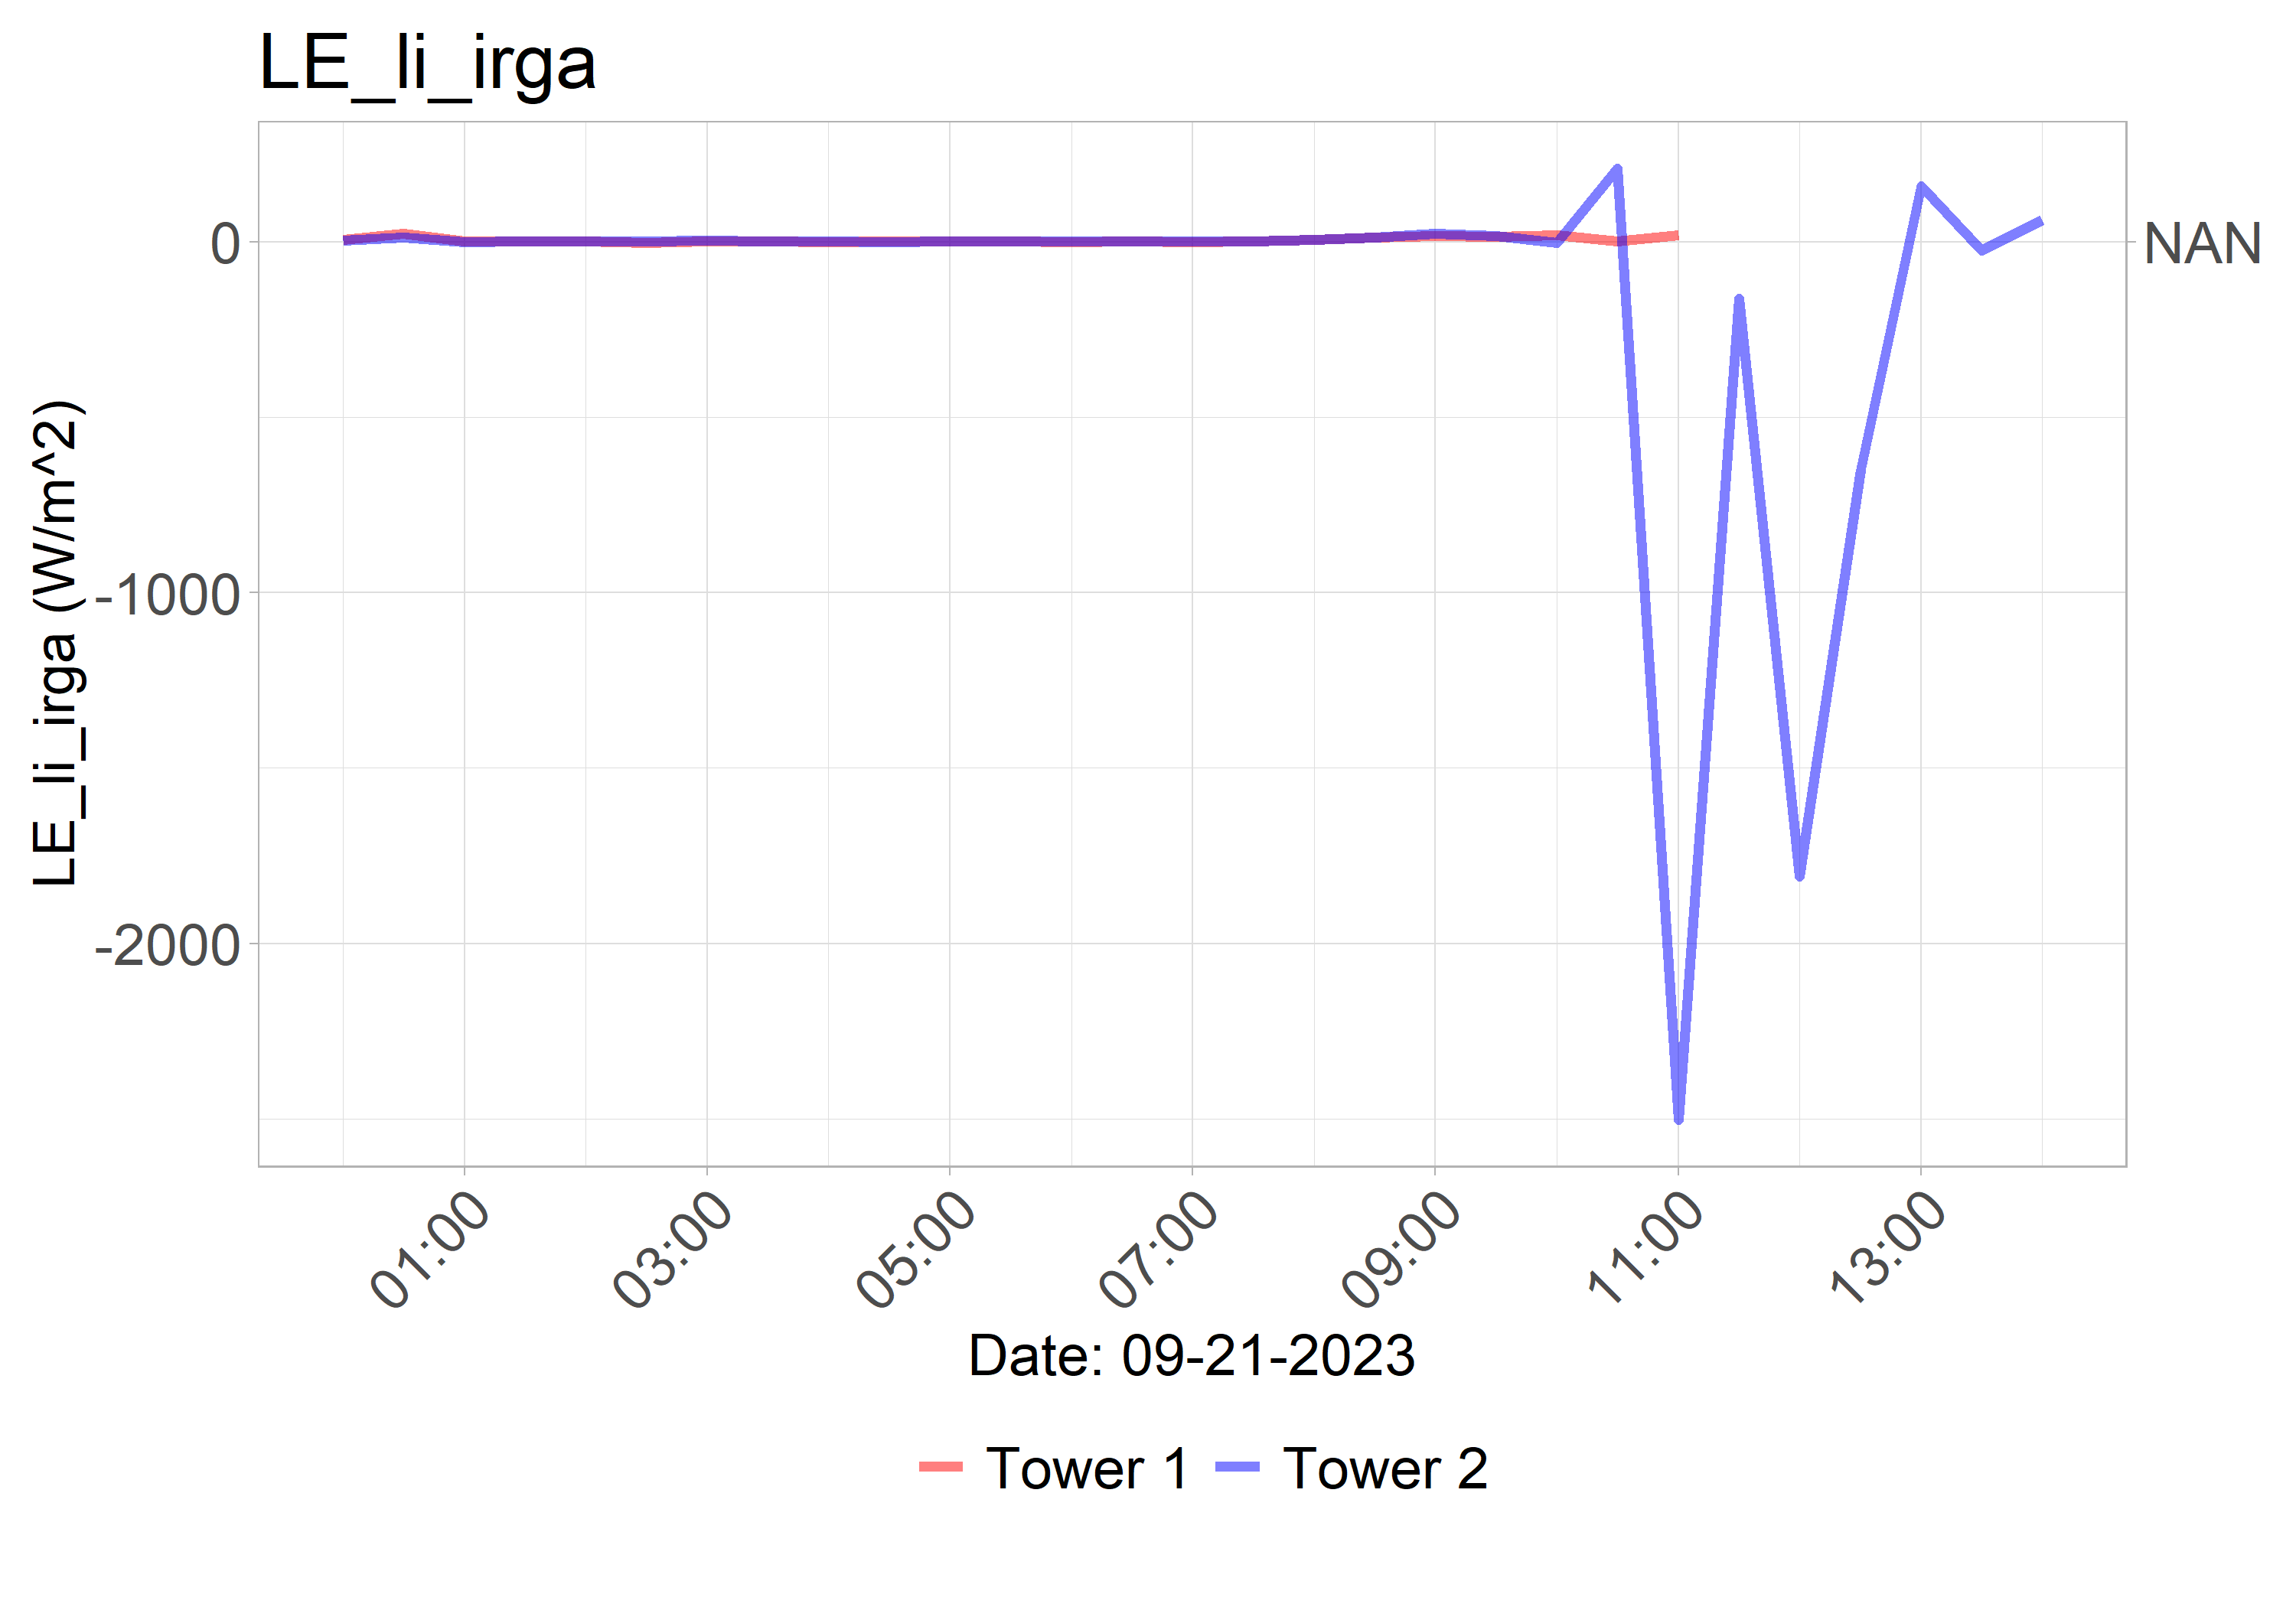 LE_li_irga
LE_li_irga (W/m^2)
0
-1000
-2000
NAN
01:00
03:00
05:00
07:00
09:00
11:00
13:00
Date: 09-21-2023
Tower 1
Tower 2